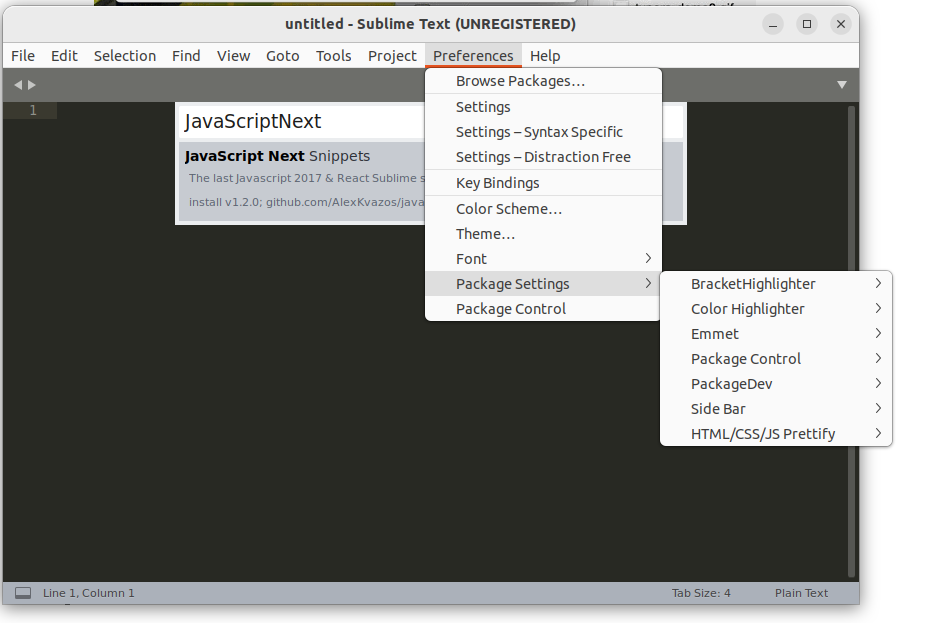 untitled - Sublime Text (UNREGISTERED)
File Edit Selection Find View Goto Tools Project Preferences Help
1
JavaScriptNext
JavaScript Next Snippets
The last Javascript 2017 & React Sublime s
install v1.2.0; github.com/AlexKvazos/java
Browse Packages…
Settings
Settings – Syntax Specific
Settings – Distraction Free
Key Bindings
Color Scheme…
Theme…
Font
Package Settings
Package Control
BracketHighlighter
Color Highlighter
Emmet
Package Control
PackageDev
Side Bar
HTML/CSS/JS Prettify
Line 1, Column 1
Tab Size: 4
Plain Text